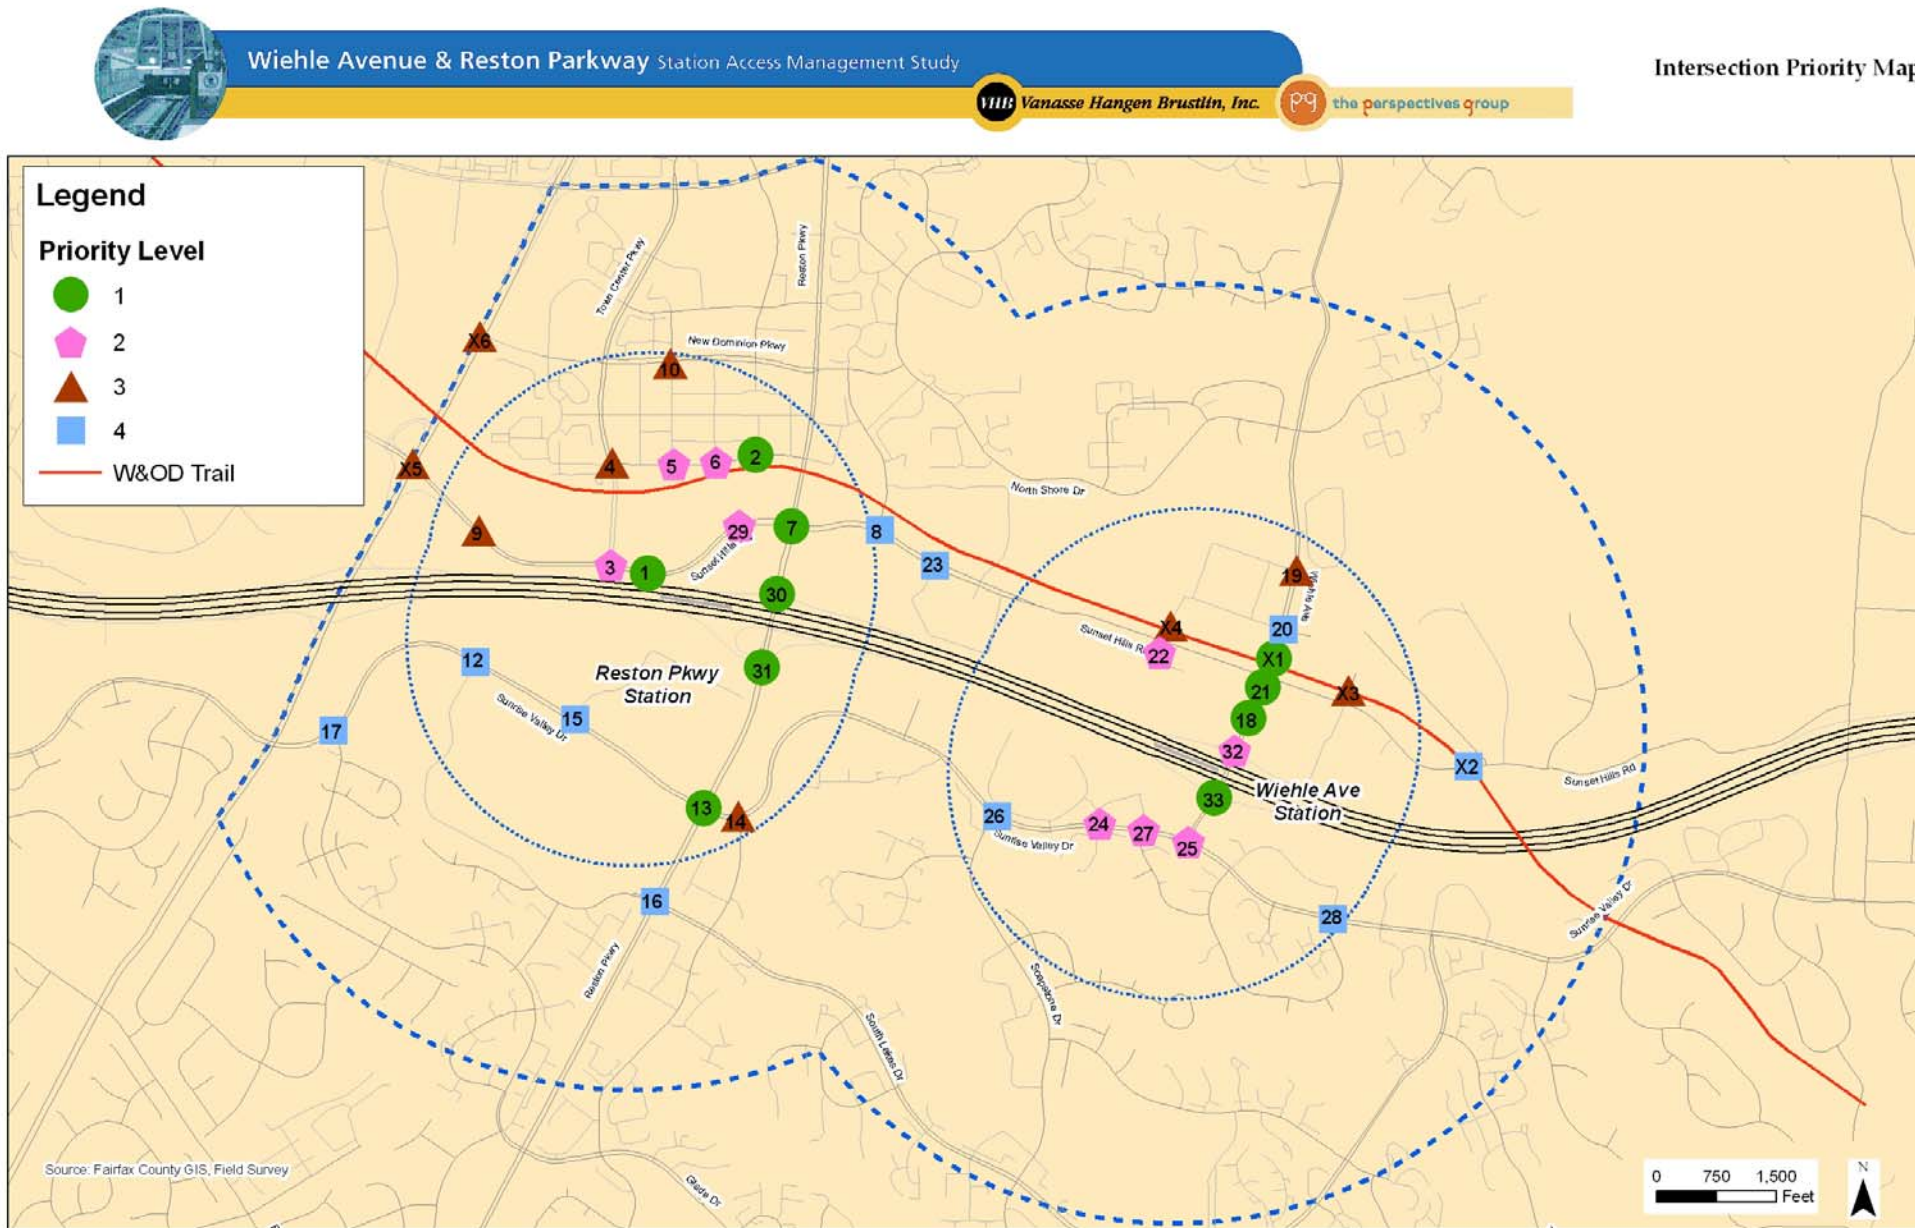 Wiehle Avenue & Reston Parkway Station Access Management Study
Intersection Priority Map
VHB Vanasse Hangen Brustlin, Inc.
pg the perspectives group
Legend
Priority Level
1
2
3
4
W&OD Trail
Town Center Pkwy
Reston Pkwy
New Dominion Pkwy
X6
10
X5
4
5
6
2
North Shore Dr
9
29
7
8
3
1
Sunset Hills
23
30
19
Wiehle Ave
X4
20
Sunset Hills R
22
X1
12
31
Reston Pkwy
Station
21
X3
17
15
Sunrise Valley Dr
18
32
X2
Sunset Hills Rd
13
14
33
Wiehle Ave
Station
26
24
27
25
Sunrise Valley Dr
16
28
Sunrise Valley Dr
Reston Pkwy
Soapstone Dr
South Lakes Dr
Glade Dr
Source: Fairfax County GIS, Field Survey
0 750 1,500
Feet
N